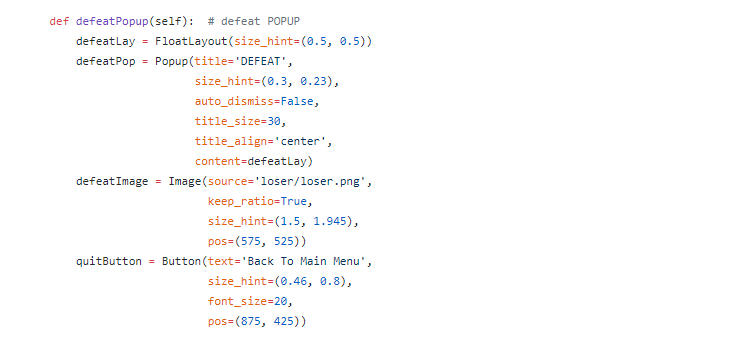 def defeatPopup(self):  # defeat POPUP
    defeatLay = FloatLayout(size_hint=(0.5, 0.5))
    defeatPop = Popup(title='DEFEAT',
                      size_hint=(0.3, 0.23),
                      auto_dismiss=False,
                      title_size=30,
                      title_align='center',
                      content=defeatLay)
    defeatImage = Image(source='loser/loser.png',
                        keep_ratio=True,
                        size_hint=(1.5, 1.945),
                        pos=(575, 525))
    quitButton = Button(text='Back To Main Menu',
                        size_hint=(0.46, 0.8),
                        font_size=20,
                        pos=(875, 425))